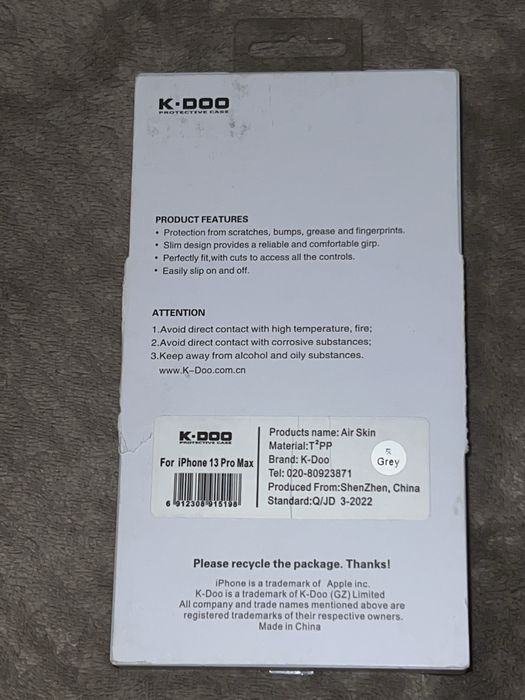 K·DOO
PROTECTIVE CASE
PRODUCT FEATURES
• Protection from scratches, bumps, grease and fingerprints.
• Slim design provides a reliable and comfortable girp.
• Perfectly fit,with cuts to access all the controls.
• Easily slip on and off.
ATTENTION
1.Avoid direct contact with high temperature, fire;
2.Avoid direct contact with corrosive substances;
3.Keep away from alcohol and oily substances.
www.K-Doo.com.cn
K·DOO
PROTECTIVE CASE
For iPhone 13 Pro Max
6 912308 915198
Products name: Air Skin
Material:T²PP
Brand: K-Doo
Tel: 020-80923871
Produced From:ShenZhen, China
Standard:Q/JD 3-2022
灰
Grey
Please recycle the package. Thanks!
iPhone is a trademark of Apple inc.
K-Doo is a trademark of K-Doo (GZ) Limited
All company and trade names mentioned above are
registered trademarks of their respective owners.
Made in China